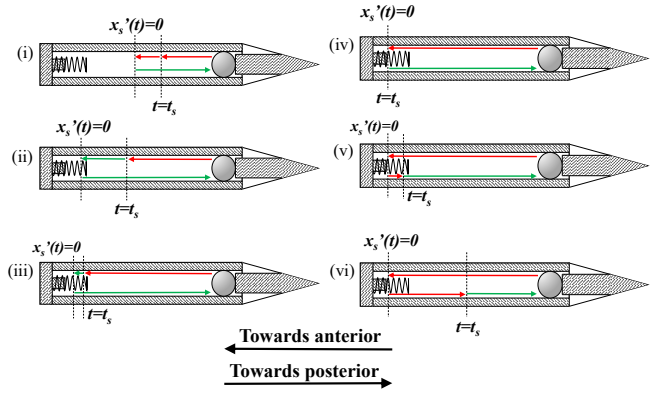 x_s'(t)=0
(i)
t=t_s
x_s'(t)=0
(ii)
t=t_s
x_s'(t)=0
(iii)
t=t_s
x_s'(t)=0
(iv)
t=t_s
x_s'(t)=0
(v)
t=t_s
x_s'(t)=0
(vi)
t=t_s
Towards anterior
Towards posterior